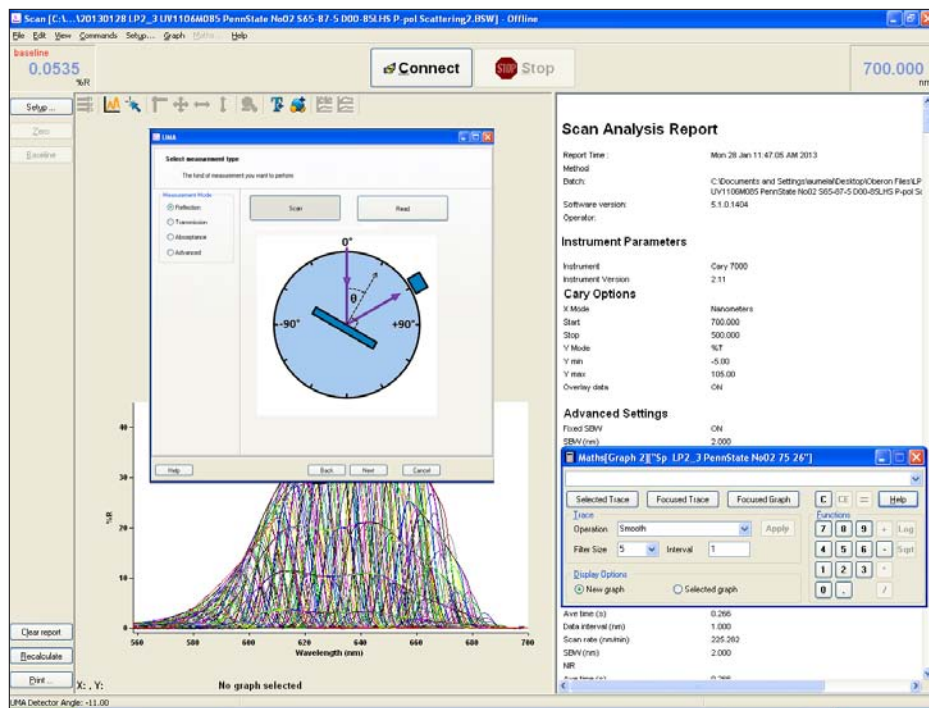 Scan [C:\...\20130128 LP2_3 UV1106M085 PennState No02 S65-87-5 D00-85LHS P-pol Scattering2.BSW] - Offline
File Edit View Commands Setup... Graph Maths... Help
baseline
0.0535
%R
Connect
Stop
700.000
nm
Setup ...
Zero
Baseline
UMA
Select measurement type
The kind of measurement you want to perform
Measurement Mode
Reflection
Transmission
Absorptance
Advanced
Scan
Read
0°
θ
-90°
+90°
Help
Back
Next
Cancel
%R
40
30
20
10
0
560
580
600
620
640
660
680
700
Wavelength (nm)
Clear report
Recalculate
Print ...
X: , Y:
No graph selected
UMA Detector Angle: -11.00
Scan Analysis Report
Report Time : Mon 28 Jan 11:47:05 AM 2013
Method
Batch: C:\Documents and Settings\aumelal\Desktop\Oberon Files\LP
UV1106M085 PennState No02 S65-87-5 D00-85LHS P-pol Sc
Software version: 5.1.0.1404
Operator:
Instrument Parameters
Instrument Cary 7000
Instrument Version 2.11
Cary Options
X Mode Nanometers
Start 700.000
Stop 500.000
Y Mode %T
Y min -5.00
Y max 105.00
Overlay data ON
Advanced Settings
Fixed SBW ON
SBW (nm) 2.000
Maths[Graph 2]["Sp_LP2_3 PennState No02 75 26"]
Selected Trace
Focused Trace
Focused Graph
C CE = Help
Trace
Operation Smooth Apply
Filter Size 5 Interval 1
Display Options
New graph
Selected graph
Functions
7 8 9 + Log
4 5 6 - Sqrt
1 2 3 *
0 . /
Ave time (s) 0.266
Data interval (nm) 1.000
Scan rate (nm/min) 225.282
SBW (nm) 2.000
NIR
Ave time (s) 0.266